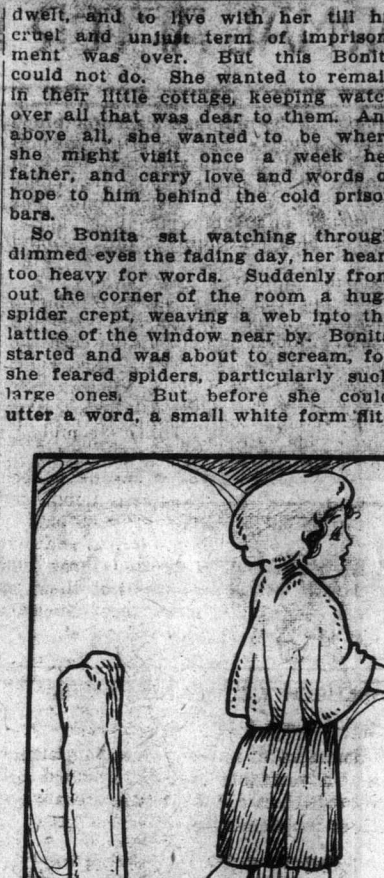 dwelt, and to live with her till hi
cruel and unjust term of imprison
ment was over. But this Bonit
could not do. She wanted to remai
in their little cottage, keeping watc
over all that was dear to them. An
above all, she wanted to be wher
she might visit once a week he
father, and carry love and words o
hope to him behind the cold priso
bars.
So Bonita sat watching throug
dimmed eyes the fading day, her hear
too heavy for words. Suddenly from
out the corner of the room a hug
spider crept, weaving a web into th
lattice of the window near by. Bonita
started and was about to scream, fo
she feared spiders, particularly such
large ones. But before she could
utter a word, a small white form flit